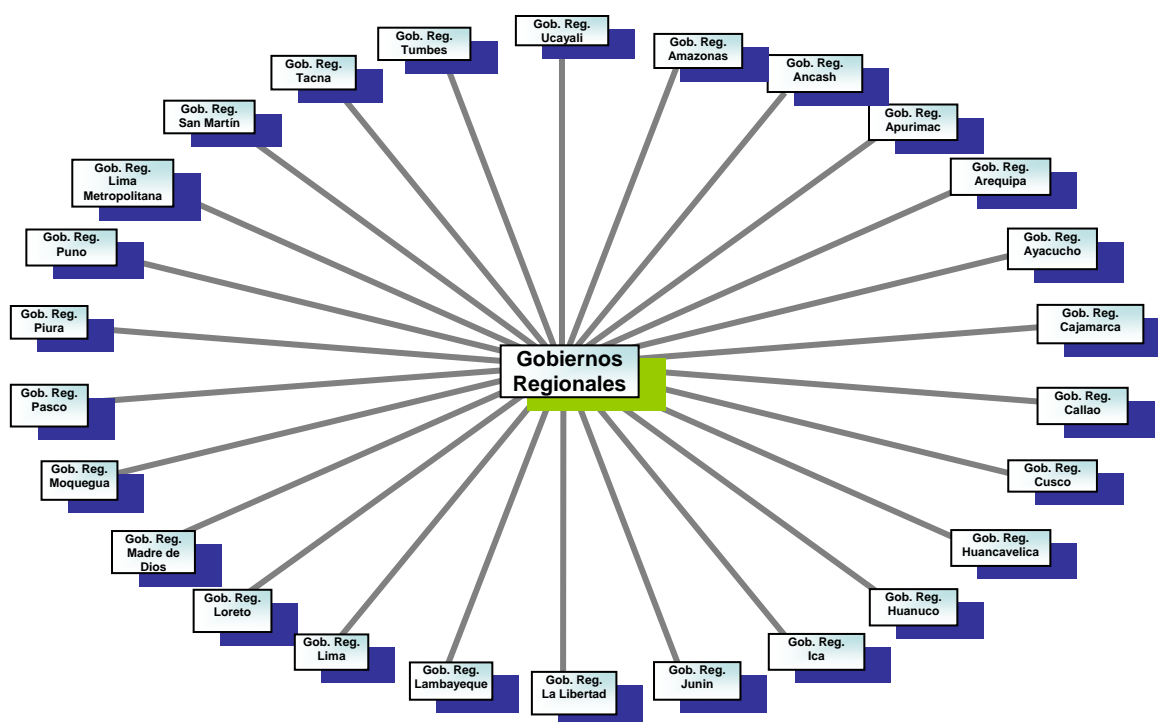 Gob. Reg.
Ucayali
Gob. Reg.
Amazonas
Gob. Reg.
Ancash
Gob. Reg.
Apurimac
Gob. Reg.
Arequipa
Gob. Reg.
Ayacucho
Gob. Reg.
Cajamarca
Gob. Reg.
Callao
Gob. Reg.
Cusco
Gob. Reg.
Huancavelica
Gob. Reg.
Huanuco
Gob. Reg.
Ica
Gob. Reg.
Junin
Gob. Reg.
La Libertad
Gob. Reg.
Lambayeque
Gob. Reg.
Lima
Gob. Reg.
Loreto
Gob. Reg.
Madre de
Dios
Gob. Reg.
Moquegua
Gob. Reg.
Pasco
Gob. Reg.
Piura
Gob. Reg.
Puno
Gob. Reg.
Lima
Metropolitana
Gob. Reg.
San Martín
Gob. Reg.
Tacna
Gob. Reg.
Tumbes
Gobiernos
Regionales